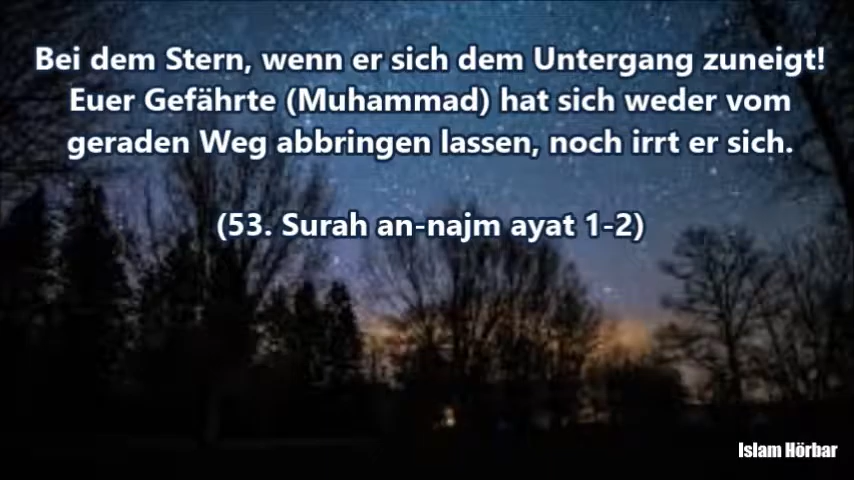 Bei dem Stern, wenn er sich dem Untergang zuneigt!
Euer Gefährte (Muhammad) hat sich weder vom
geraden Weg abbringen lassen, noch irrt er sich.
(53. Surah an-najm ayat 1-2)
Islam Hörbar